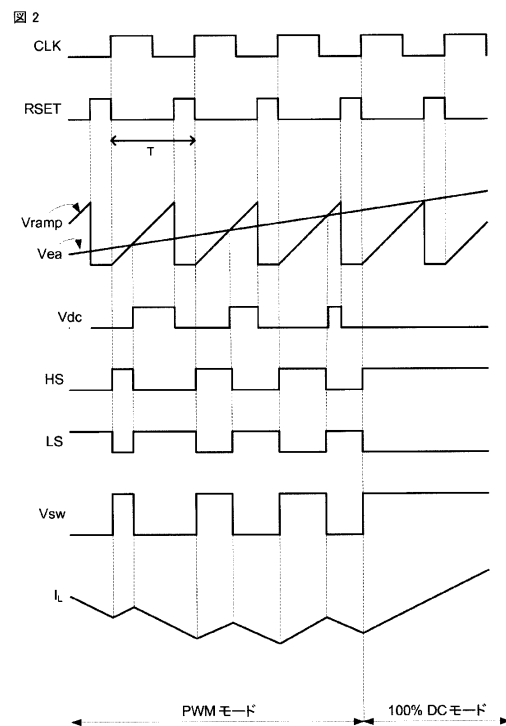 図 2
CLK
RSET
T
Vramp
Vea
Vdc
HS
LS
Vsw
IL
PWM モード
100% DC モード